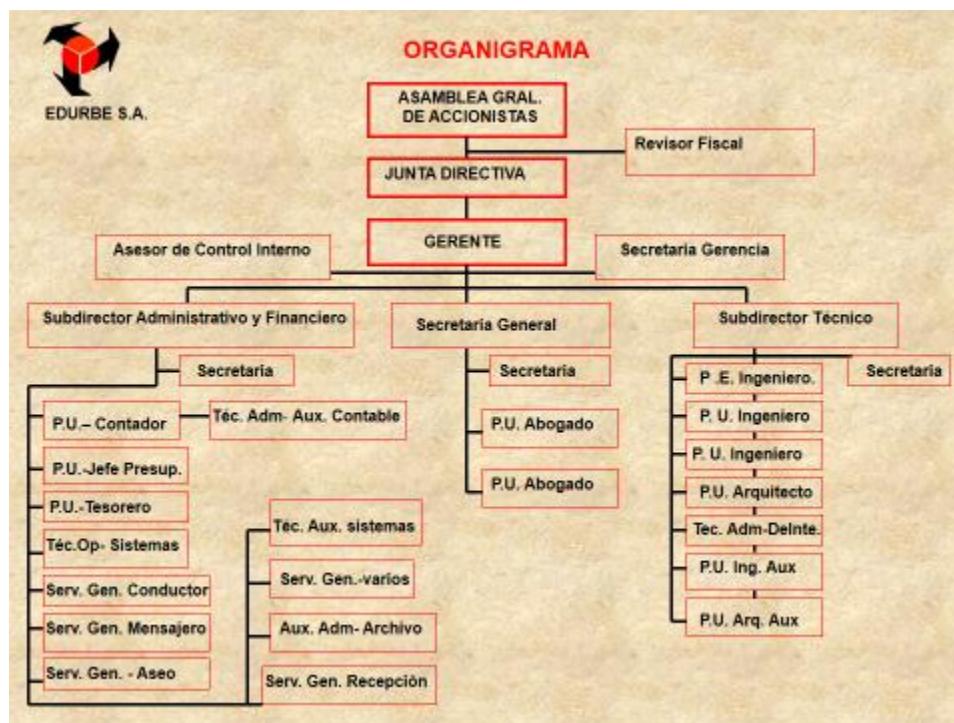 ORGANIGRAMA
EDURBE S.A.
ASAMBLEA GRAL.
DE ACCIONISTAS
Revisor Fiscal
JUNTA DIRECTIVA
GERENTE
Asesor de Control Interno
Secretaria Gerencia
Subdirector Administrativo y Financiero
Secretaria General
Subdirector Técnico
Secretaria
P.U.– Contador
Téc. Adm- Aux. Contable
P.U.-Jefe Presup.
P.U.-Tesorero
Téc.Op- Sistemas
Serv. Gen. Conductor
Serv. Gen. Mensajero
Serv. Gen. - Aseo
Téc. Aux. sistemas
Serv. Gen.-varios
Aux. Adm- Archivo
Serv. Gen. Recepción
Secretaria
P.U. Abogado
P.U. Abogado
Secretaria
P .E. Ingeniero.
P. U. Ingeniero
P. U. Ingeniero
P.U. Arquitecto
Tec. Adm-DeInte.
P.U. Ing. Aux
P.U. Arq. Aux